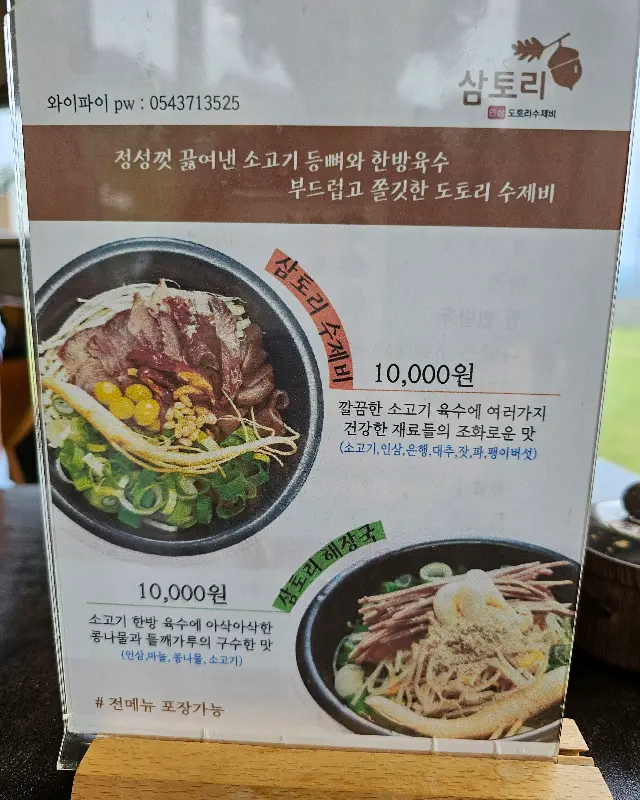 와이파이 pw : 0543713525
삼토리
인삼 도토리수제비
정성껏 끓여낸 소고기 등뼈와 한방육수
부드럽고 쫄깃한 도토리 수제비
삼토리 수제비
10,000원
깔끔한 소고기 육수에 여러가지
건강한 재료들의 조화로운 맛
(소고기,인삼,은행,대추,잣,파,팽이버섯)
삼토리 해장국
10,000원
소고기 한방 육수에 아삭아삭한
콩나물과 들깨가루의 구수한 맛
(인삼,마늘,콩나물,소고기)
# 전메뉴 포장가능